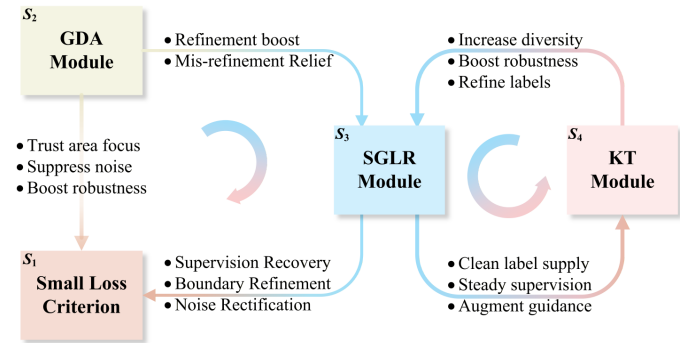 S2
GDA
Module
• Refinement boost
• Mis-refinement Relief
• Increase diversity
• Boost robustness
• Refine labels
• Trust area focus
• Suppress noise
• Boost robustness
S3
SGLR
Module
S4
KT
Module
S1
Small Loss
Criterion
• Supervision Recovery
• Boundary Refinement
• Noise Rectification
• Clean label supply
• Steady supervision
• Augment guidance